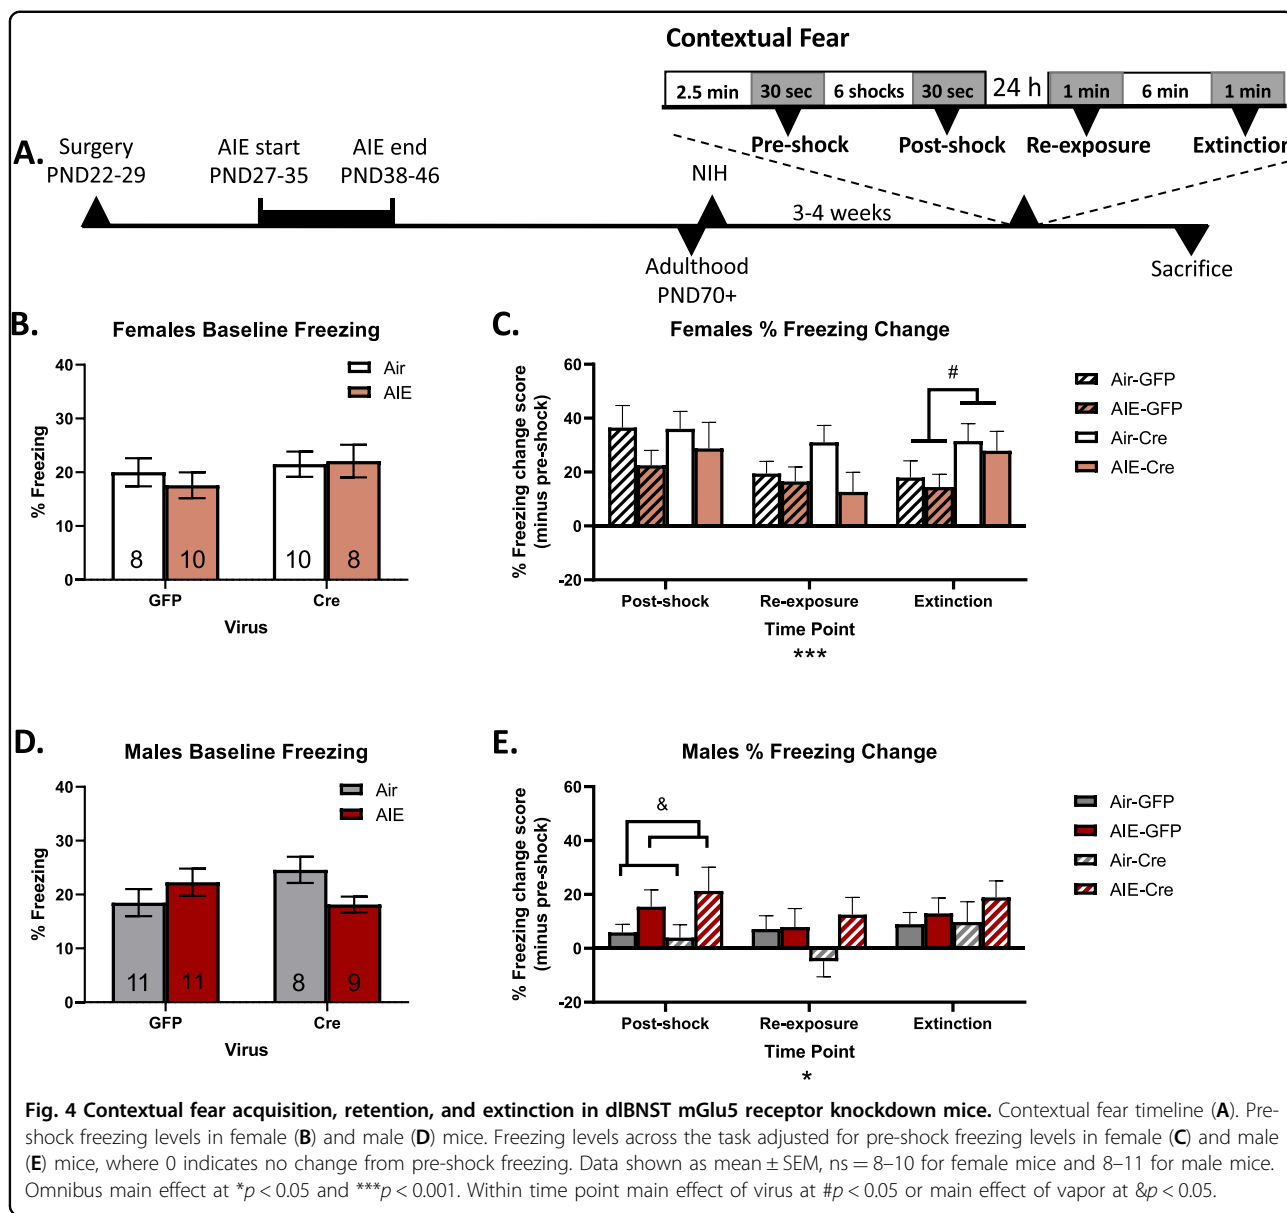 Contextual Fear
2.5 min 30 sec 6 shocks 30 sec 24 h 1 min 6 min 1 min
Pre-shock Post-shock Re-exposure Extinction
A.
Surgery
PND22-29
AIE start
PND27-35
AIE end
PND38-46
NIH
3-4 weeks
Adulthood
PND70+
Sacrifice
B.
Females Baseline Freezing
Air
AIE
% Freezing
40
30
20
10
0
8 10 10 8
GFP Cre
Virus
C.
Females % Freezing Change
% Freezing change score
(minus pre-shock)
60
40
20
0
-20
#
Air-GFP
AIE-GFP
Air-Cre
AIE-Cre
Post-shock Re-exposure Extinction
Time Point
***
D.
Males Baseline Freezing
Air
AIE
% Freezing
40
30
20
10
0
11 11 8 9
GFP Cre
Virus
E.
Males % Freezing Change
% Freezing change score
(minus pre-shock)
60
40
20
0
-20
&
Air-GFP
AIE-GFP
Air-Cre
AIE-Cre
Post-shock Re-exposure Extinction
Time Point
*
Fig. 4 Contextual fear acquisition, retention, and extinction in dlBNST mGlu5 receptor knockdown mice. Contextual fear timeline (A). Pre-
shock freezing levels in female (B) and male (D) mice. Freezing levels across the task adjusted for pre-shock freezing levels in female (C) and male
(E) mice, where 0 indicates no change from pre-shock freezing. Data shown as mean ± SEM, ns = 8–10 for female mice and 8–11 for male mice.
Omnibus main effect at *p < 0.05 and ***p < 0.001. Within time point main effect of virus at #p < 0.05 or main effect of vapor at &p < 0.05.